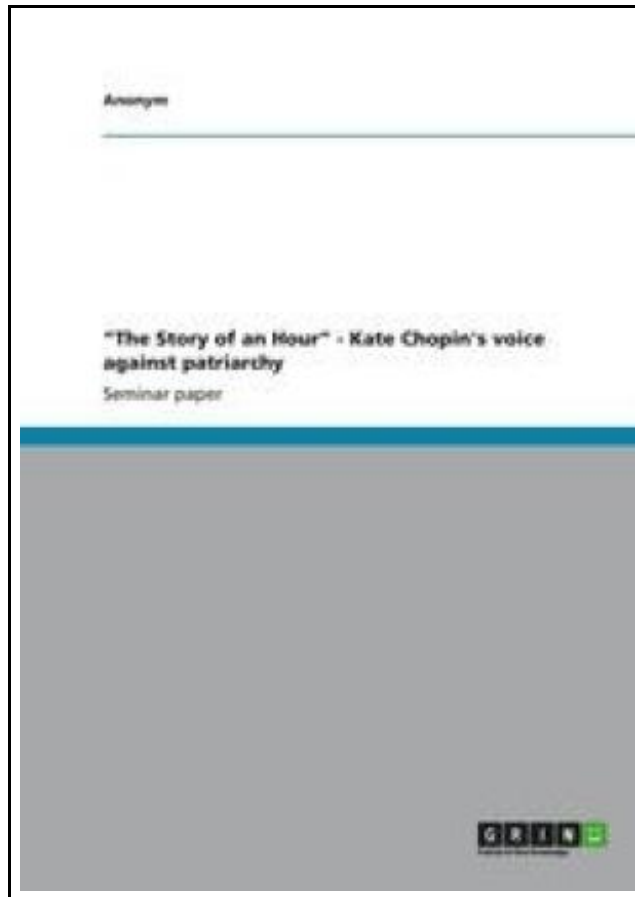 Anonym
"The Story of an Hour" - Kate Chopin's voice
against patriarchy
Seminar paper
GRIN